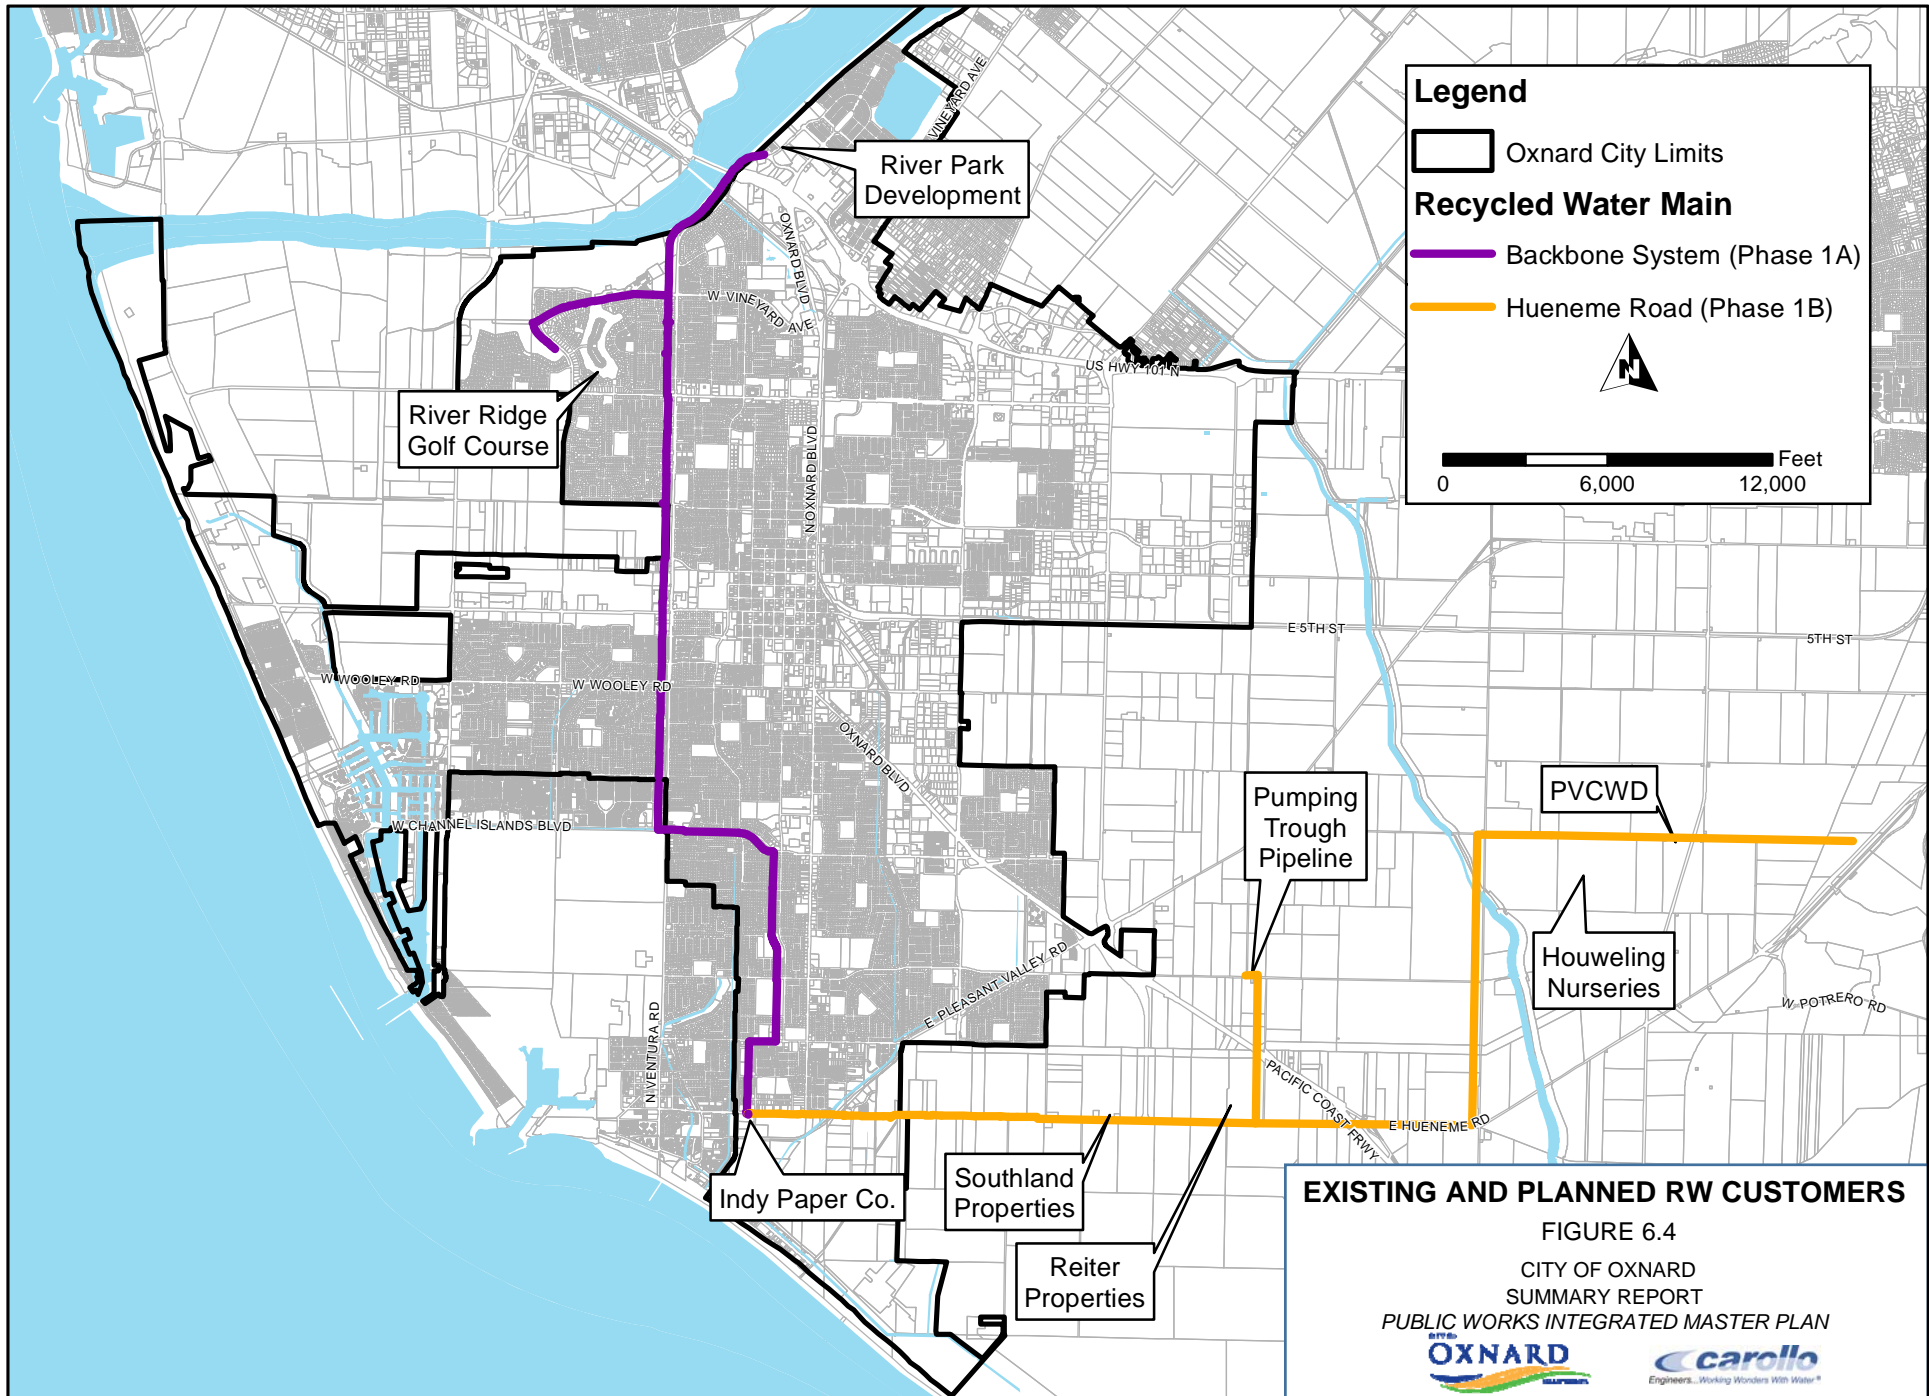 Legend
Oxnard City Limits
Recycled Water Main
Backbone System (Phase 1A)
Hueneme Road (Phase 1B)
N
Feet
0 6,000 12,000
VINEYARD AVE
River Park
Development
OXNARD BLVD
W VINEYARD AVE
US HWY 101 N
River Ridge
Golf Course
N OXNARD BLVD
E 5TH ST
5TH ST
W WOOLEY RD
W WOOLEY RD
OXNARD BLVD
W CHANNEL ISLANDS BLVD
Pumping
Trough
Pipeline
PVCWD
Houweling
Nurseries
W POTRERO RD
E PLEASANT VALLEY RD
N VENTURA RD
PACIFIC COAST FRWY
E HUENEME RD
Indy Paper Co.
Southland
Properties
Reiter
Properties
EXISTING AND PLANNED RW CUSTOMERS
FIGURE 6.4
CITY OF OXNARD
SUMMARY REPORT
PUBLIC WORKS INTEGRATED MASTER PLAN
OXNARD
carollo
Engineers...Working Wonders With Water®